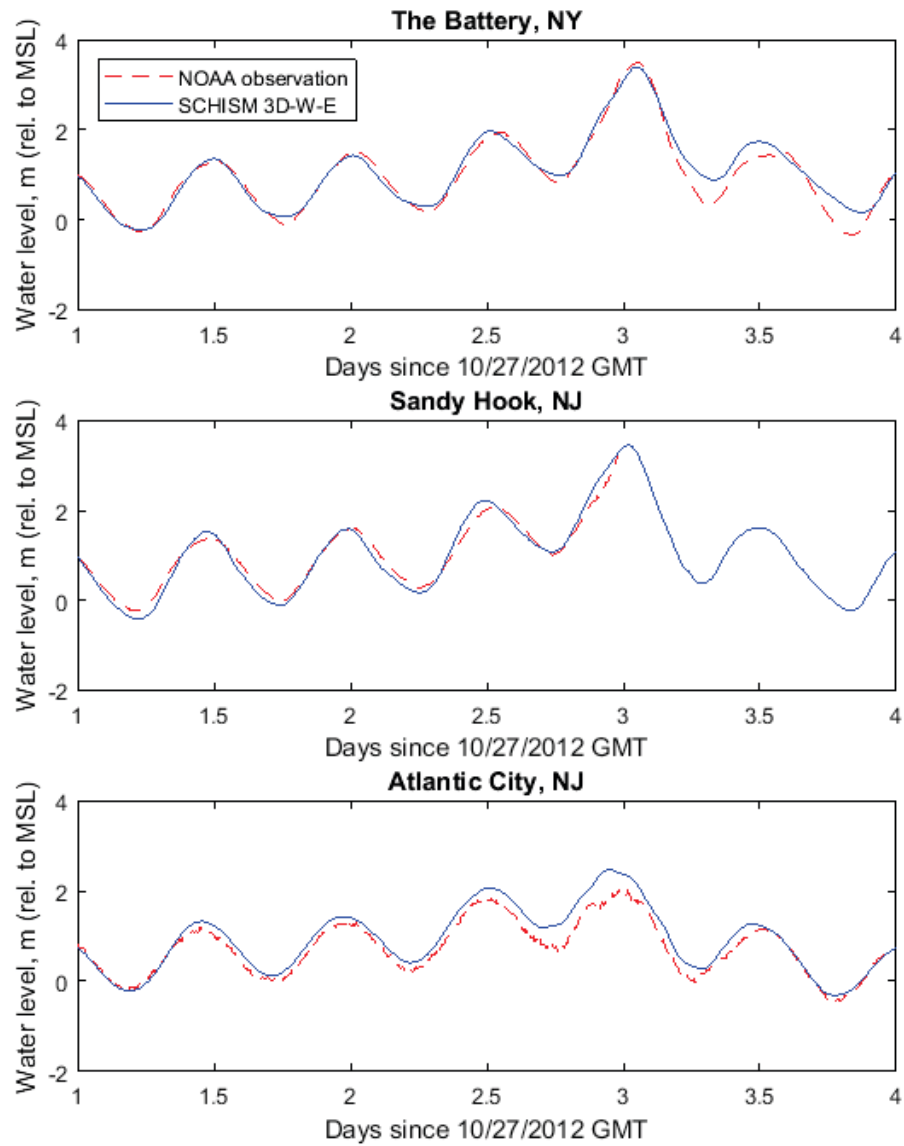 The Battery, NY
4
2
0
-2
Water level, m (rel. to MSL)
NOAA observation
SCHISM 3D-W-E
1 1.5 2 2.5 3 3.5 4
Days since 10/27/2012 GMT
Sandy Hook, NJ
4
2
0
-2
Water level, m (rel. to MSL)
1 1.5 2 2.5 3 3.5 4
Days since 10/27/2012 GMT
Atlantic City, NJ
4
2
0
-2
Water level, m (rel. to MSL)
1 1.5 2 2.5 3 3.5 4
Days since 10/27/2012 GMT